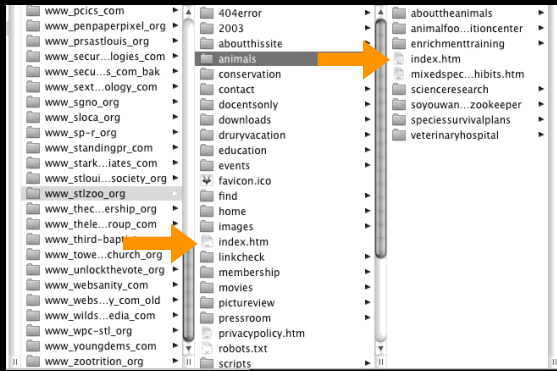 www_pcics_com
www_penpaperpixel_org
www_prsastlouis_org
www_secur...logies_com
www_secu...s_com_bak
www_sext...ology_com
www_sgno_org
www_sloca_org
www_sp-r_org
www_standingpr_com
www_stark...iates_com
www_stloui...society_org
www_stlzoo_org
www_thec...ership_org
www_thele...roup_com
www_towe...church_org
www_unlockthevote_org
www_websanity_com
www_webs...y_com_old
www_wilds...edia_com
www_wpc-stl_org
www_youngdems_com
www_zootrition_org
404error
2003
aboutthissite
animals
conservation
contact
docentsonly
downloads
druryvacation
education
events
favicon.ico
find
home
images
index.htm
linkcheck
membership
movies
pictureview
pressroom
privacypolicy.htm
robots.txt
scripts
abouttheanimals
animalfoo...itioncenter
enrichmenttraining
index.htm
mixedspec...hibits.htm
scienceresearch
soyouwan...zookeeper
speciessurvivalplans
veterinaryhospital